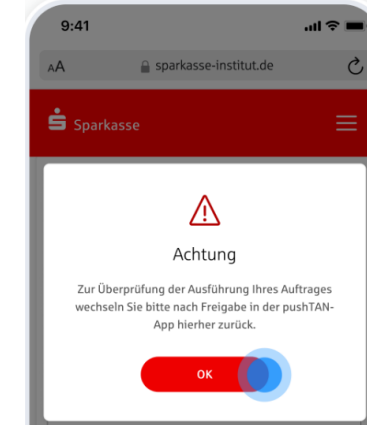 9:41
AA sparkasse-institut.de
Sparkasse
Achtung
Zur Überprüfung der Ausführung Ihres Auftrages
wechseln Sie bitte nach Freigabe in der pushTAN-
App hierher zurück.
OK